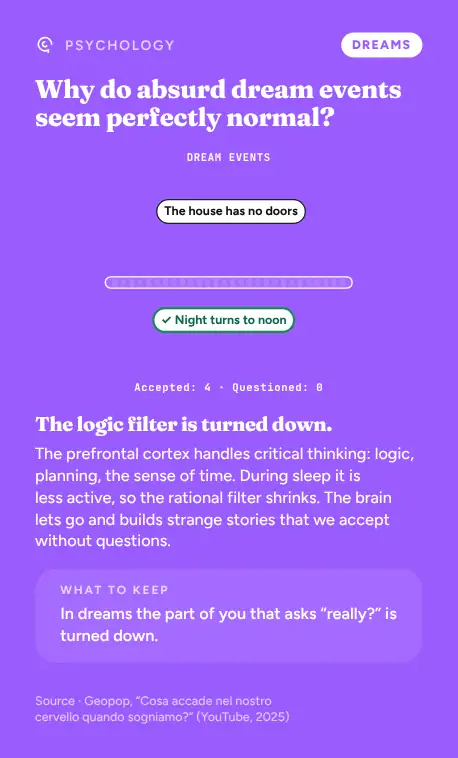 PSYCHOLOGY
DREAMS
Why do absurd dream events
seem perfectly normal?
DREAM EVENTS
The house has no doors
✓ Night turns to noon
Accepted: 4 · Questioned: 0
The logic filter is turned down.
The prefrontal cortex handles critical thinking: logic,
planning, the sense of time. During sleep it is
less active, so the rational filter shrinks. The brain
lets go and builds strange stories that we accept
without questions.
WHAT TO KEEP
In dreams the part of you that asks “really?” is
turned down.
Source · Geopop, “Cosa accade nel nostro
cervello quando sogniamo?” (YouTube, 2025)